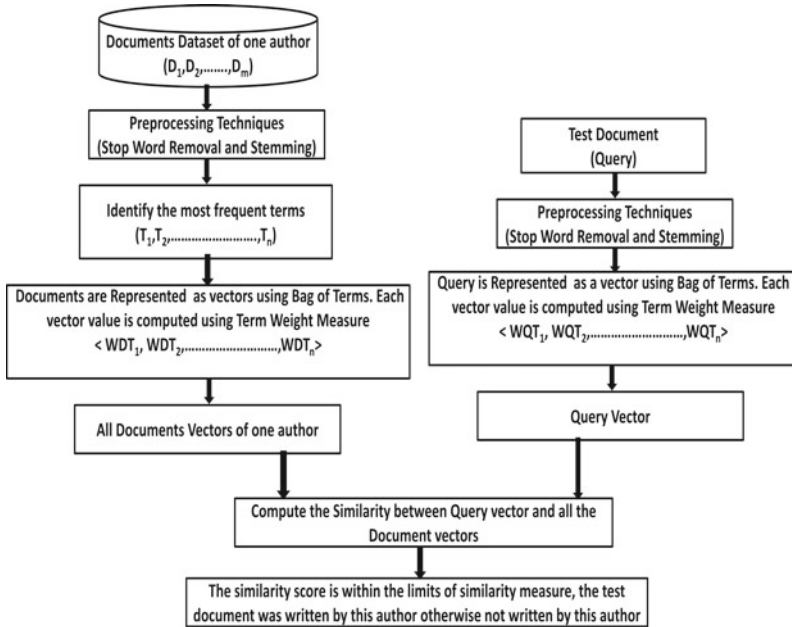 Documents Dataset of one author
(D₁,D₂,.......,Dₘ)
Preprocessing Techniques
(Stop Word Removal and Stemming)
Identify the most frequent terms
(T₁,T₂,.........................,Tₙ)
Documents are Represented as vectors using Bag of Terms. Each
vector value is computed using Term Weight Measure
< WDT₁, WDT₂,............................,WDTₙ>
All Documents Vectors of one author
Test Document
(Query)
Preprocessing Techniques
(Stop Word Removal and Stemming)
Query is Represented as a vector using Bag of Terms. Each
vector value is computed using Term Weight Measure
< WQT₁, WQT₂,............................,WQTₙ>
Query Vector
Compute the Similarity between Query vector and all the
Document vectors
The similarity score is within the limits of similarity measure, the test
document was written by this author otherwise not written by this author